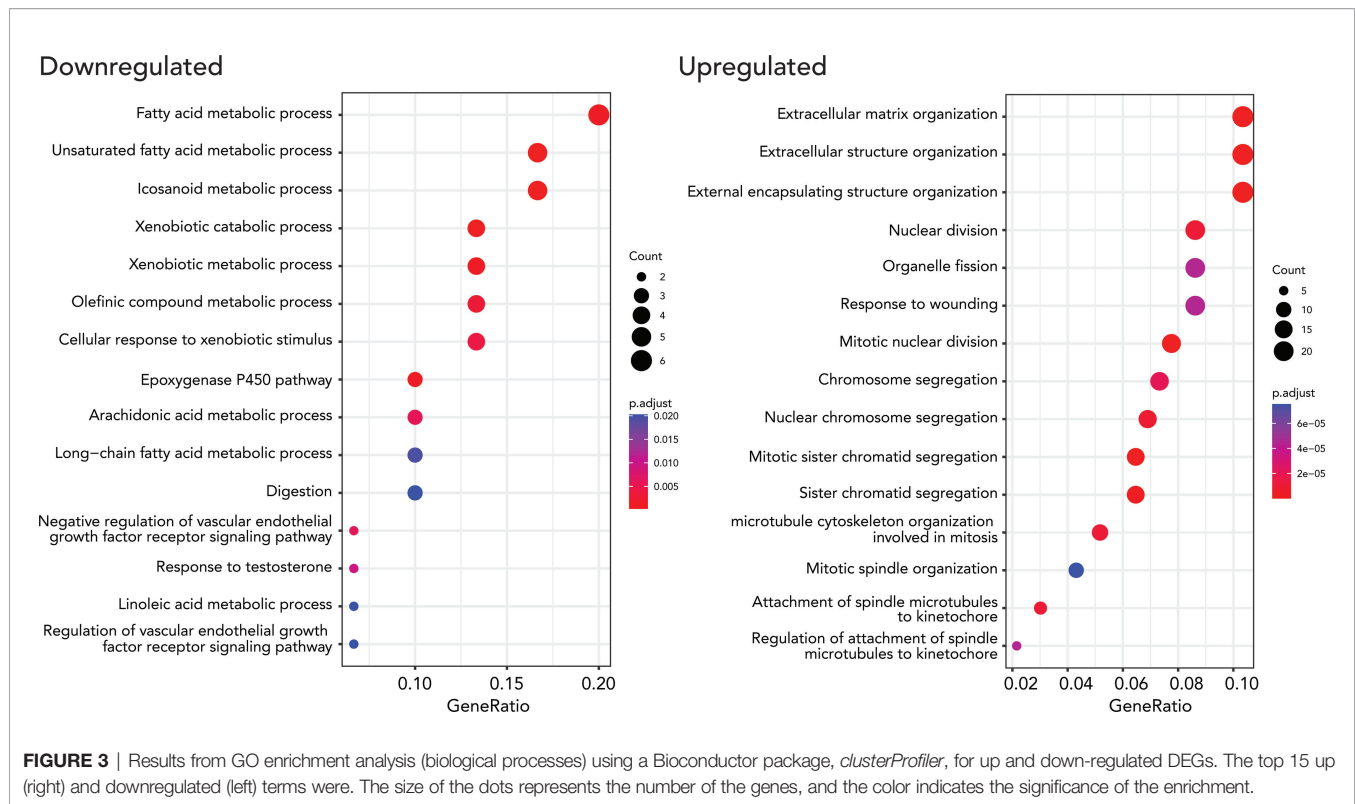 Downregulated
Fatty acid metabolic process
Unsaturated fatty acid metabolic process
Icosanoid metabolic process
Xenobiotic catabolic process
Xenobiotic metabolic process
Olefinic compound metabolic process
Cellular response to xenobiotic stimulus
Epoxygenase P450 pathway
Arachidonic acid metabolic process
Long−chain fatty acid metabolic process
Digestion
Negative regulation of vascular endothelial
growth factor receptor signaling pathway
Response to testosterone
Linoleic acid metabolic process
Regulation of vascular endothelial growth
factor receptor signaling pathway
0.10 0.15 0.20
GeneRatio
Count
2
3
4
5
6
p.adjust
0.020
0.015
0.010
0.005
Upregulated
Extracellular matrix organization
Extracellular structure organization
External encapsulating structure organization
Nuclear division
Organelle fission
Response to wounding
Mitotic nuclear division
Chromosome segregation
Nuclear chromosome segregation
Mitotic sister chromatid segregation
Sister chromatid segregation
microtubule cytoskeleton organization
involved in mitosis
Mitotic spindle organization
Attachment of spindle microtubules
to kinetochore
Regulation of attachment of spindle
microtubules to kinetochore
0.02 0.04 0.06 0.08 0.10
GeneRatio
Count
5
10
15
20
p.adjust
6e−05
4e−05
2e−05
FIGURE 3 | Results from GO enrichment analysis (biological processes) using a Bioconductor package, clusterProfiler, for up and down-regulated DEGs. The top 15 up
(right) and downregulated (left) terms were. The size of the dots represents the number of the genes, and the color indicates the significance of the enrichment.